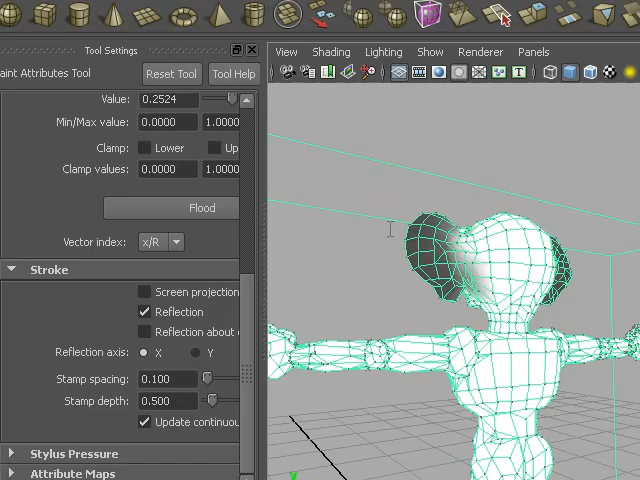 Tool Settings
View Shading Lighting Show Renderer Panels
aint Attributes Tool Reset Tool Tool Help
Value: 0.2524
Min/Max value: 0.0000 1.0000
Clamp: Lower Up
Clamp values: 0.0000 1.0000
Flood
Vector index: x/R
Stroke
Screen projection
Reflection
Reflection about
Reflection axis: X Y
Stamp spacing: 0.100
Stamp depth: 0.500
Update continuou
Stylus Pressure
Attribute Maps